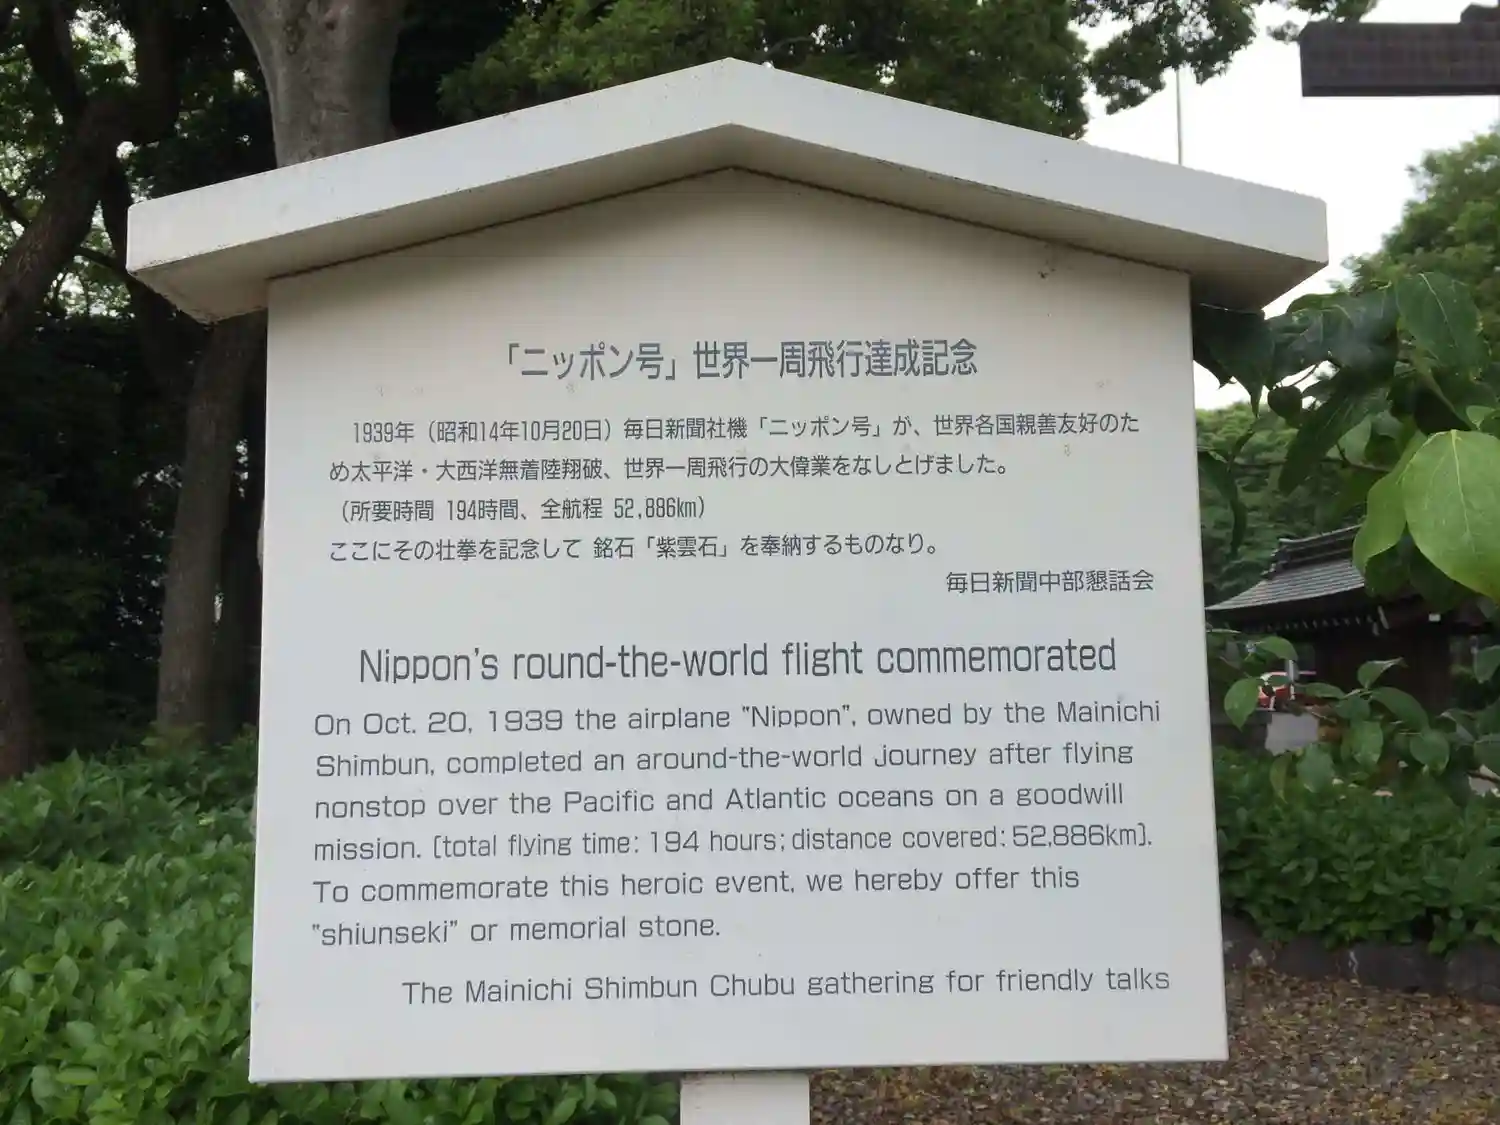 「ニッポン号」世界一周飛行達成記念
1939年（昭和14年10月20日）毎日新聞社機「ニッポン号」が、世界各国親善友好のた
め太平洋・大西洋無着陸翔破、世界一周飛行の大偉業をなしとげました。
（所要時間 194時間、全航程 52,886km）
ここにその壮拳を記念して 銘石「紫雲石」を奉納するものなり。
毎日新聞中部懇話会
Nippon's round-the-world flight commemorated
On Oct. 20, 1939 the airplane "Nippon", owned by the Mainichi
Shimbun, completed an around-the-world journey after flying
nonstop over the Pacific and Atlantic oceans on a goodwill
mission. (total flying time: 194 hours; distance covered: 52,886km).
To commemorate this heroic event, we hereby offer this
"shiunseki" or memorial stone.
The Mainichi Shimbun Chubu gathering for friendly talks